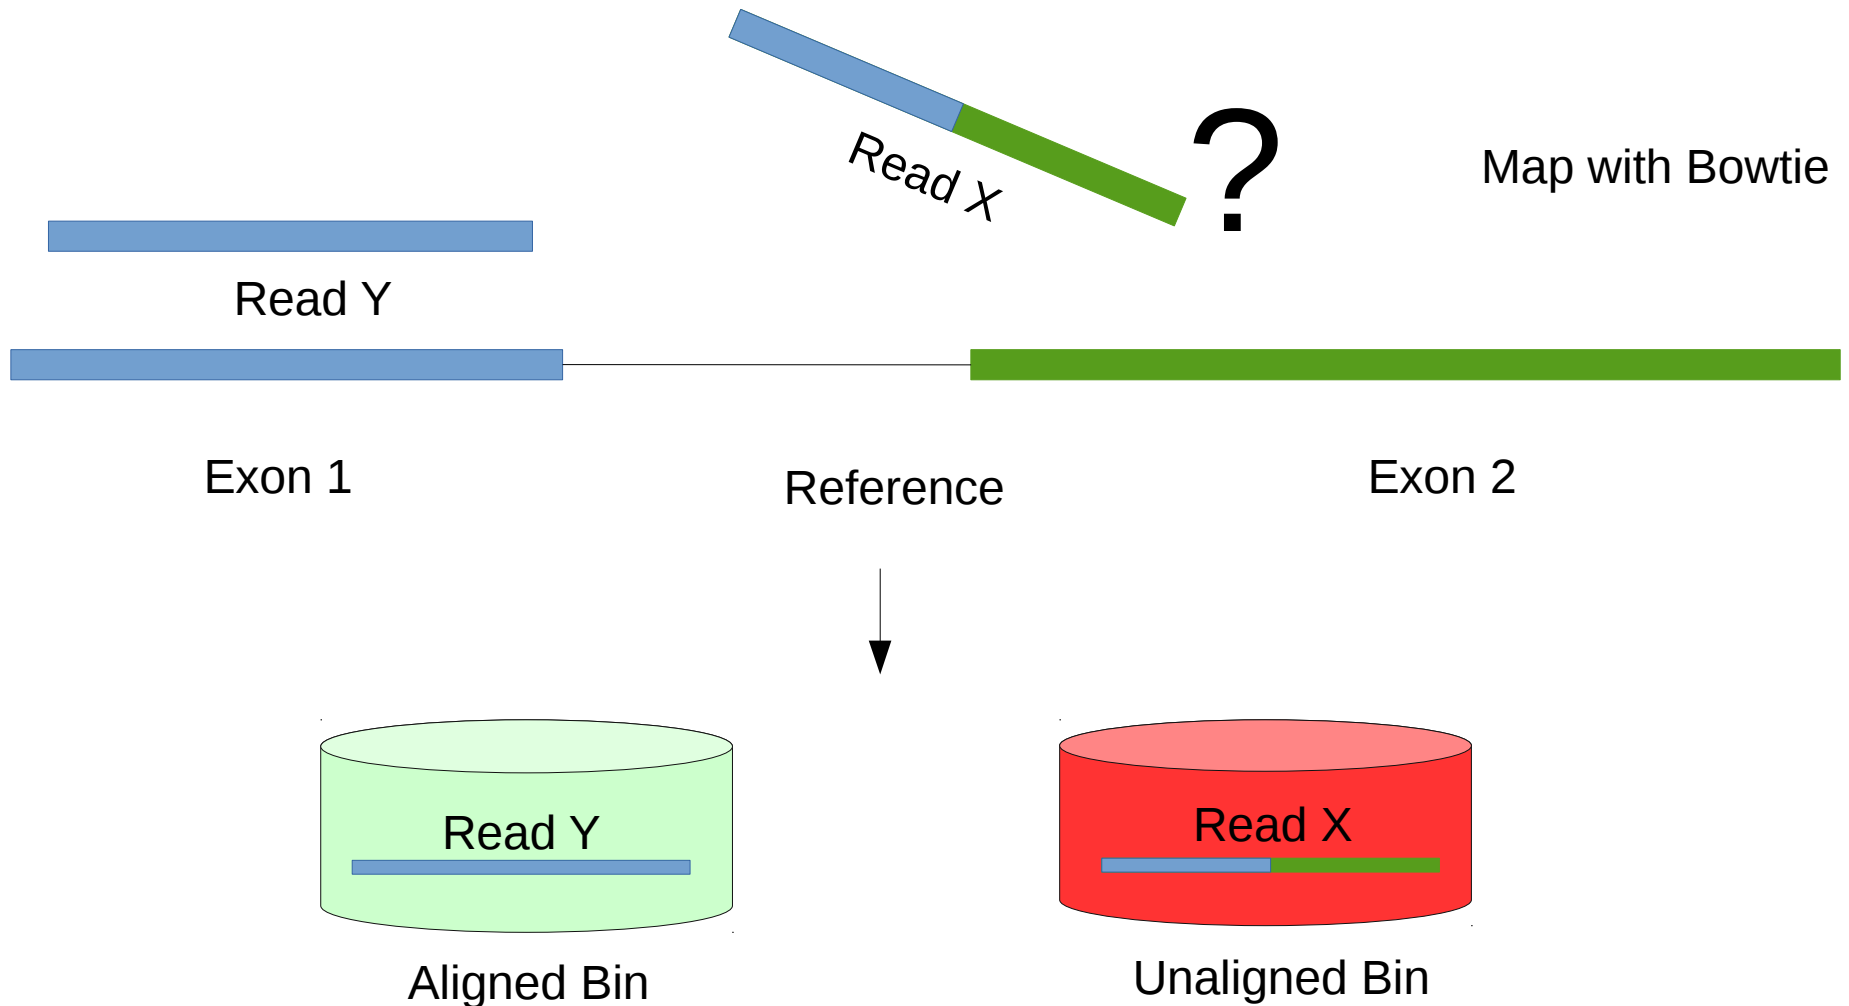 Read X
?
Map with Bowtie
Read Y
Exon 1
Reference
Exon 2
Read Y
Read X
Aligned Bin
Unaligned Bin